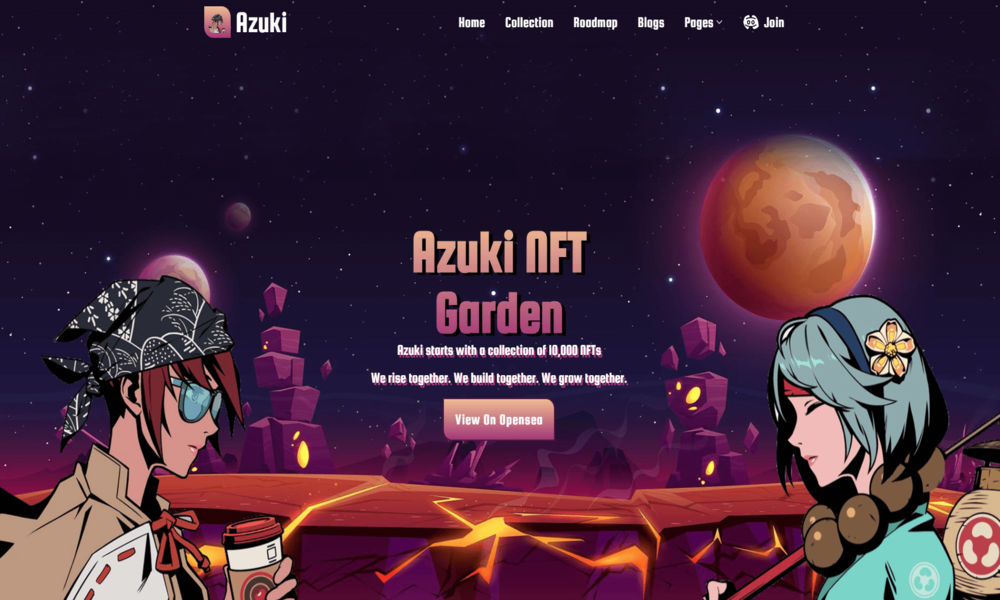 Azuki
Home Collection Roadmap Blogs Pages Join
Azuki NFT
Garden
Azuki starts with a collection of 10,000 NFTs
We rise together. We build together. We grow together.
View On Opensea